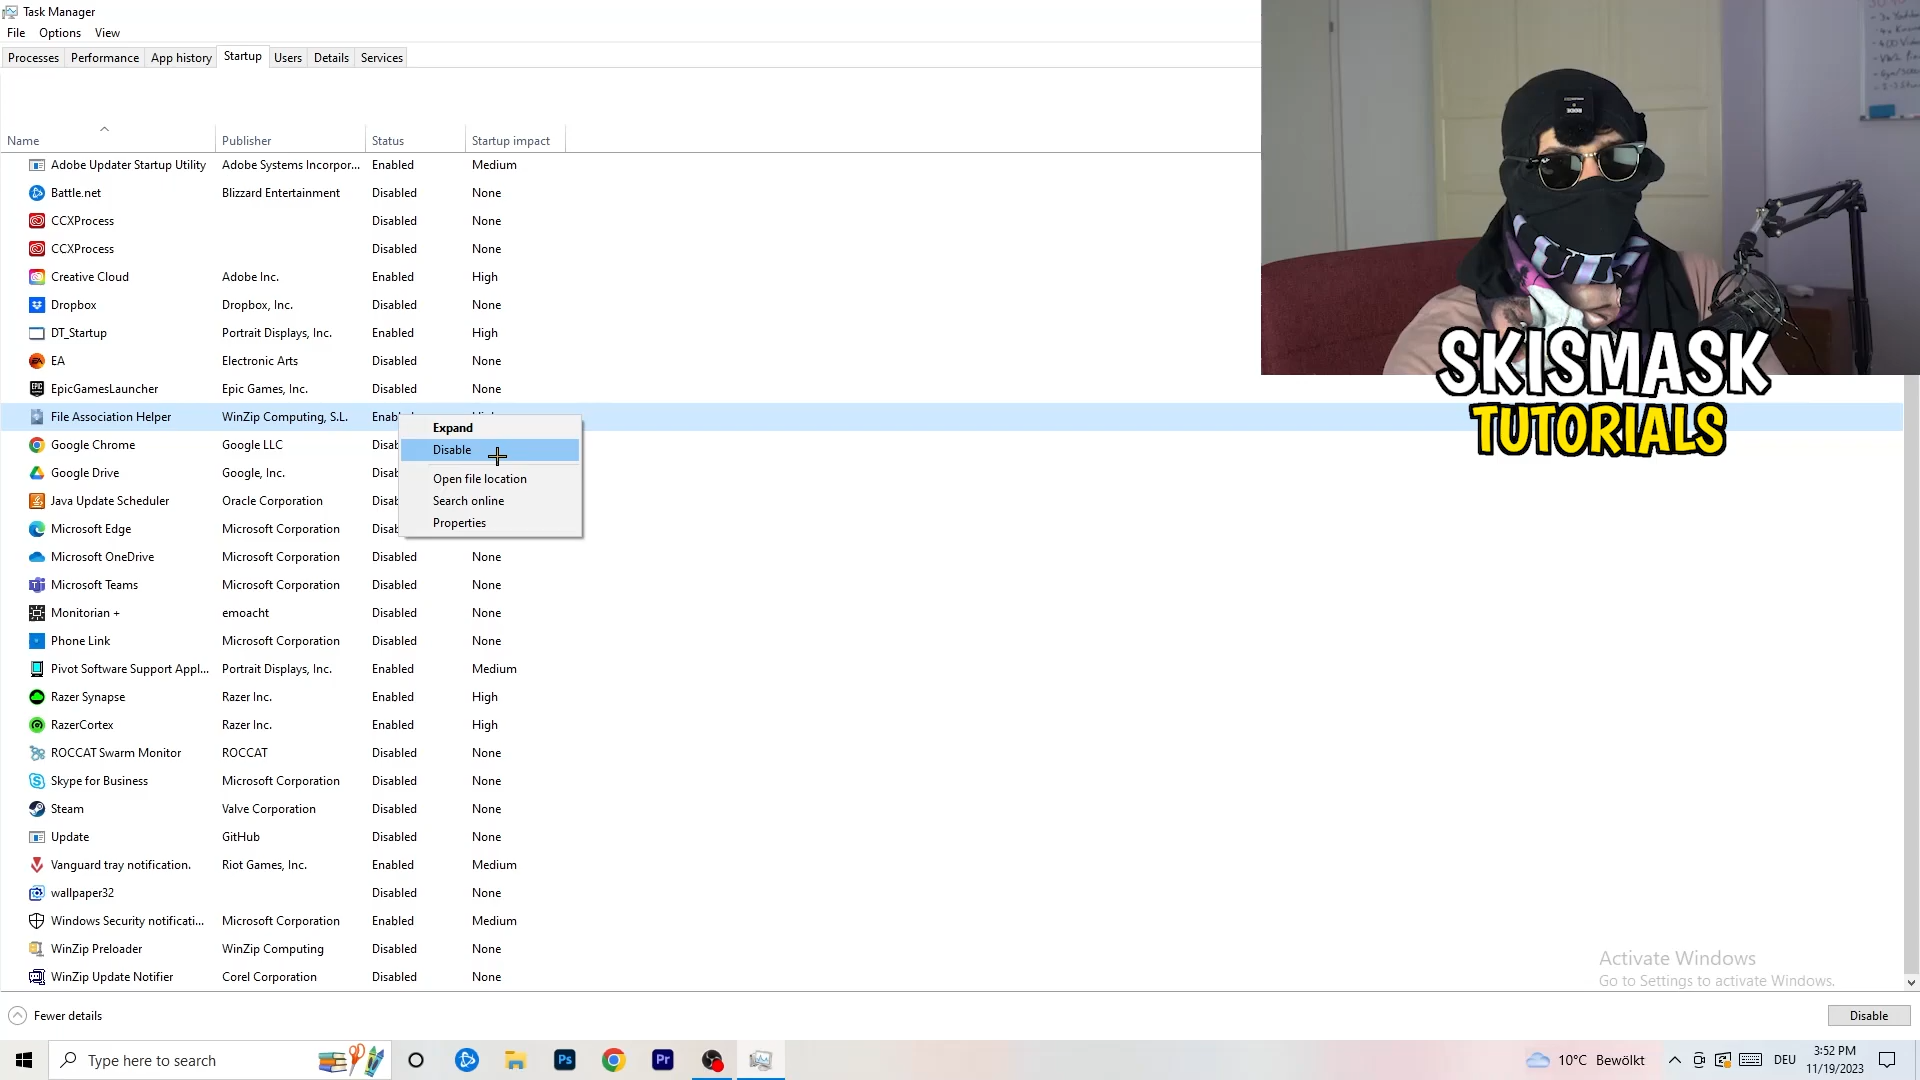 Task Manager
File Options View
Processes Performance App history Startup Users Details Services
Name Publisher Status Startup impact
Adobe Updater Startup Utility Adobe Systems Incorpor... Enabled Medium
Battle.net Blizzard Entertainment Disabled None
CCXProcess Disabled None
CCXProcess Disabled None
Creative Cloud Adobe Inc. Enabled High
Dropbox Dropbox, Inc. Disabled None
DT_Startup Portrait Displays, Inc. Enabled High
EA Electronic Arts Disabled None
EpicGamesLauncher Epic Games, Inc. Disabled None
File Association Helper WinZip Computing, S.L.
Google Chrome Google LLC
Google Drive Google, Inc.
Java Update Scheduler Oracle Corporation
Microsoft Edge Microsoft Corporation
Expand
Disable
Open file location
Search online
Properties
Microsoft OneDrive Microsoft Corporation Disabled None
Microsoft Teams Microsoft Corporation Disabled None
Monitorian + emoacht Disabled None
Phone Link Microsoft Corporation Disabled None
Pivot Software Support Appl... Portrait Displays, Inc. Enabled Medium
Razer Synapse Razer Inc. Enabled High
RazerCortex Razer Inc. Enabled High
ROCCAT Swarm Monitor ROCCAT Disabled None
Skype for Business Microsoft Corporation Disabled None
Steam Valve Corporation Disabled None
Update GitHub Disabled None
Vanguard tray notification. Riot Games, Inc. Enabled Medium
wallpaper32 Disabled None
Windows Security notificati... Microsoft Corporation Enabled Medium
WinZip Preloader WinZip Computing Disabled None
WinZip Update Notifier Corel Corporation Disabled None
SKISMASK
TUTORIALS
Activate Windows
Go to Settings to activate Windows.
Fewer details Disable
Type here to search Ps Pr 10°C Bewölkt DEU 3:52 PM
11/19/2023